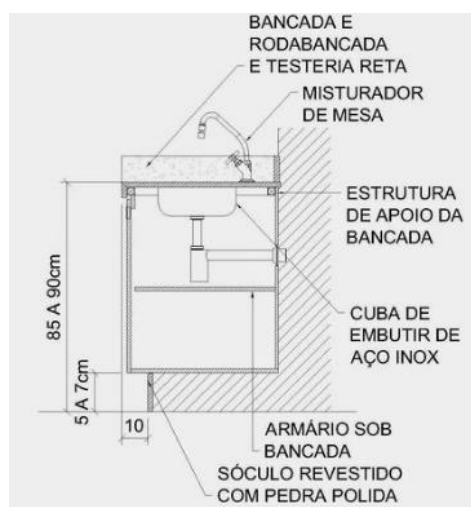 BANCADA E
RODABANCADA
E TESTERIA RETA
MISTURADOR
DE MESA
ESTRUTURA
DE APOIO DA
BANCADA
85 A 90cm
CUBA DE
EMBUTIR DE
AÇO INOX
5 A 7cm
10
ARMÁRIO SOB
BANCADA
SÓCULO REVESTIDO
COM PEDRA POLIDA